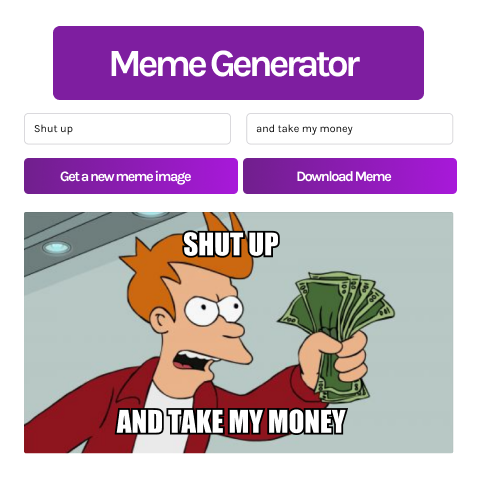 Meme Generator
Shut up
and take my money
Get a new meme image
Download Meme
SHUT UP
AND TAKE MY MONEY